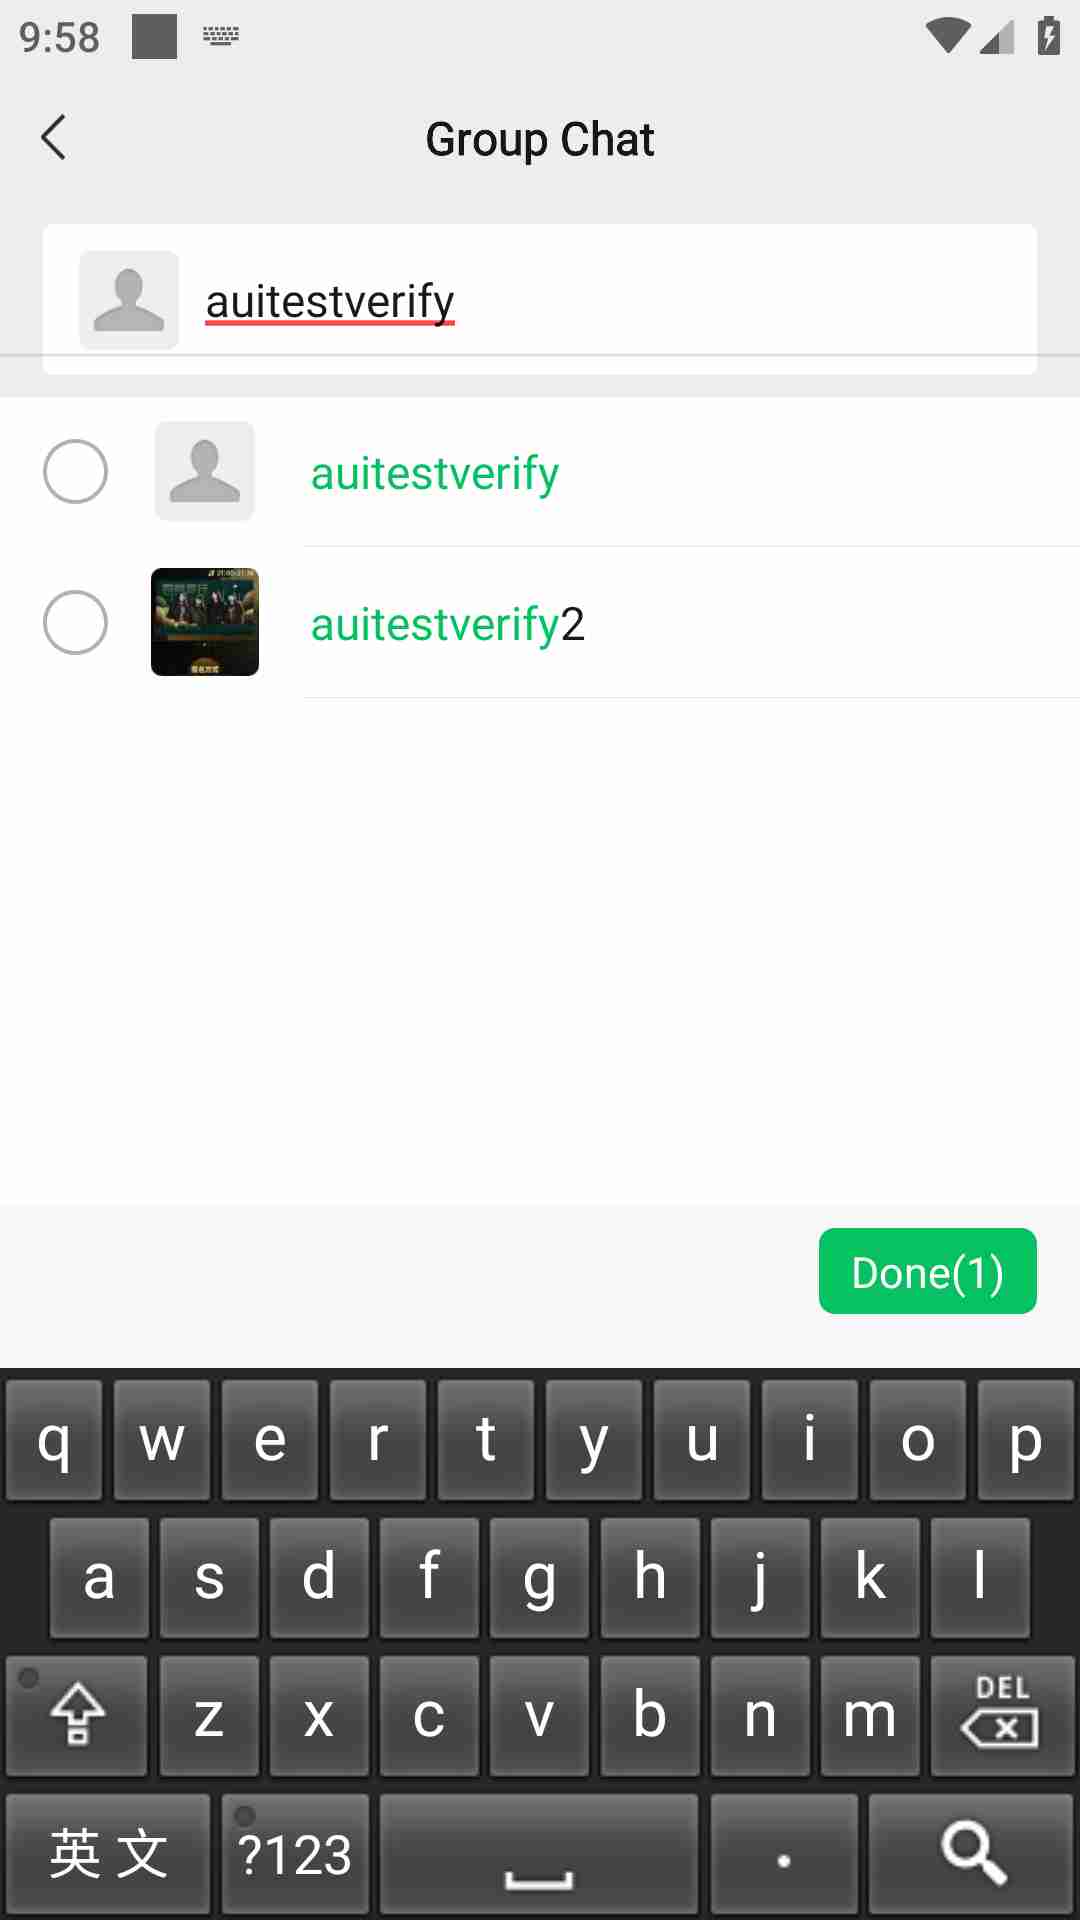 9:58
Group Chat
auitestverify
auitestverify
auitestverify2
Done(1)
q w e r t y u i o p
a s d f g h j k l
z x c v b n m DEL
英文 ?123 .